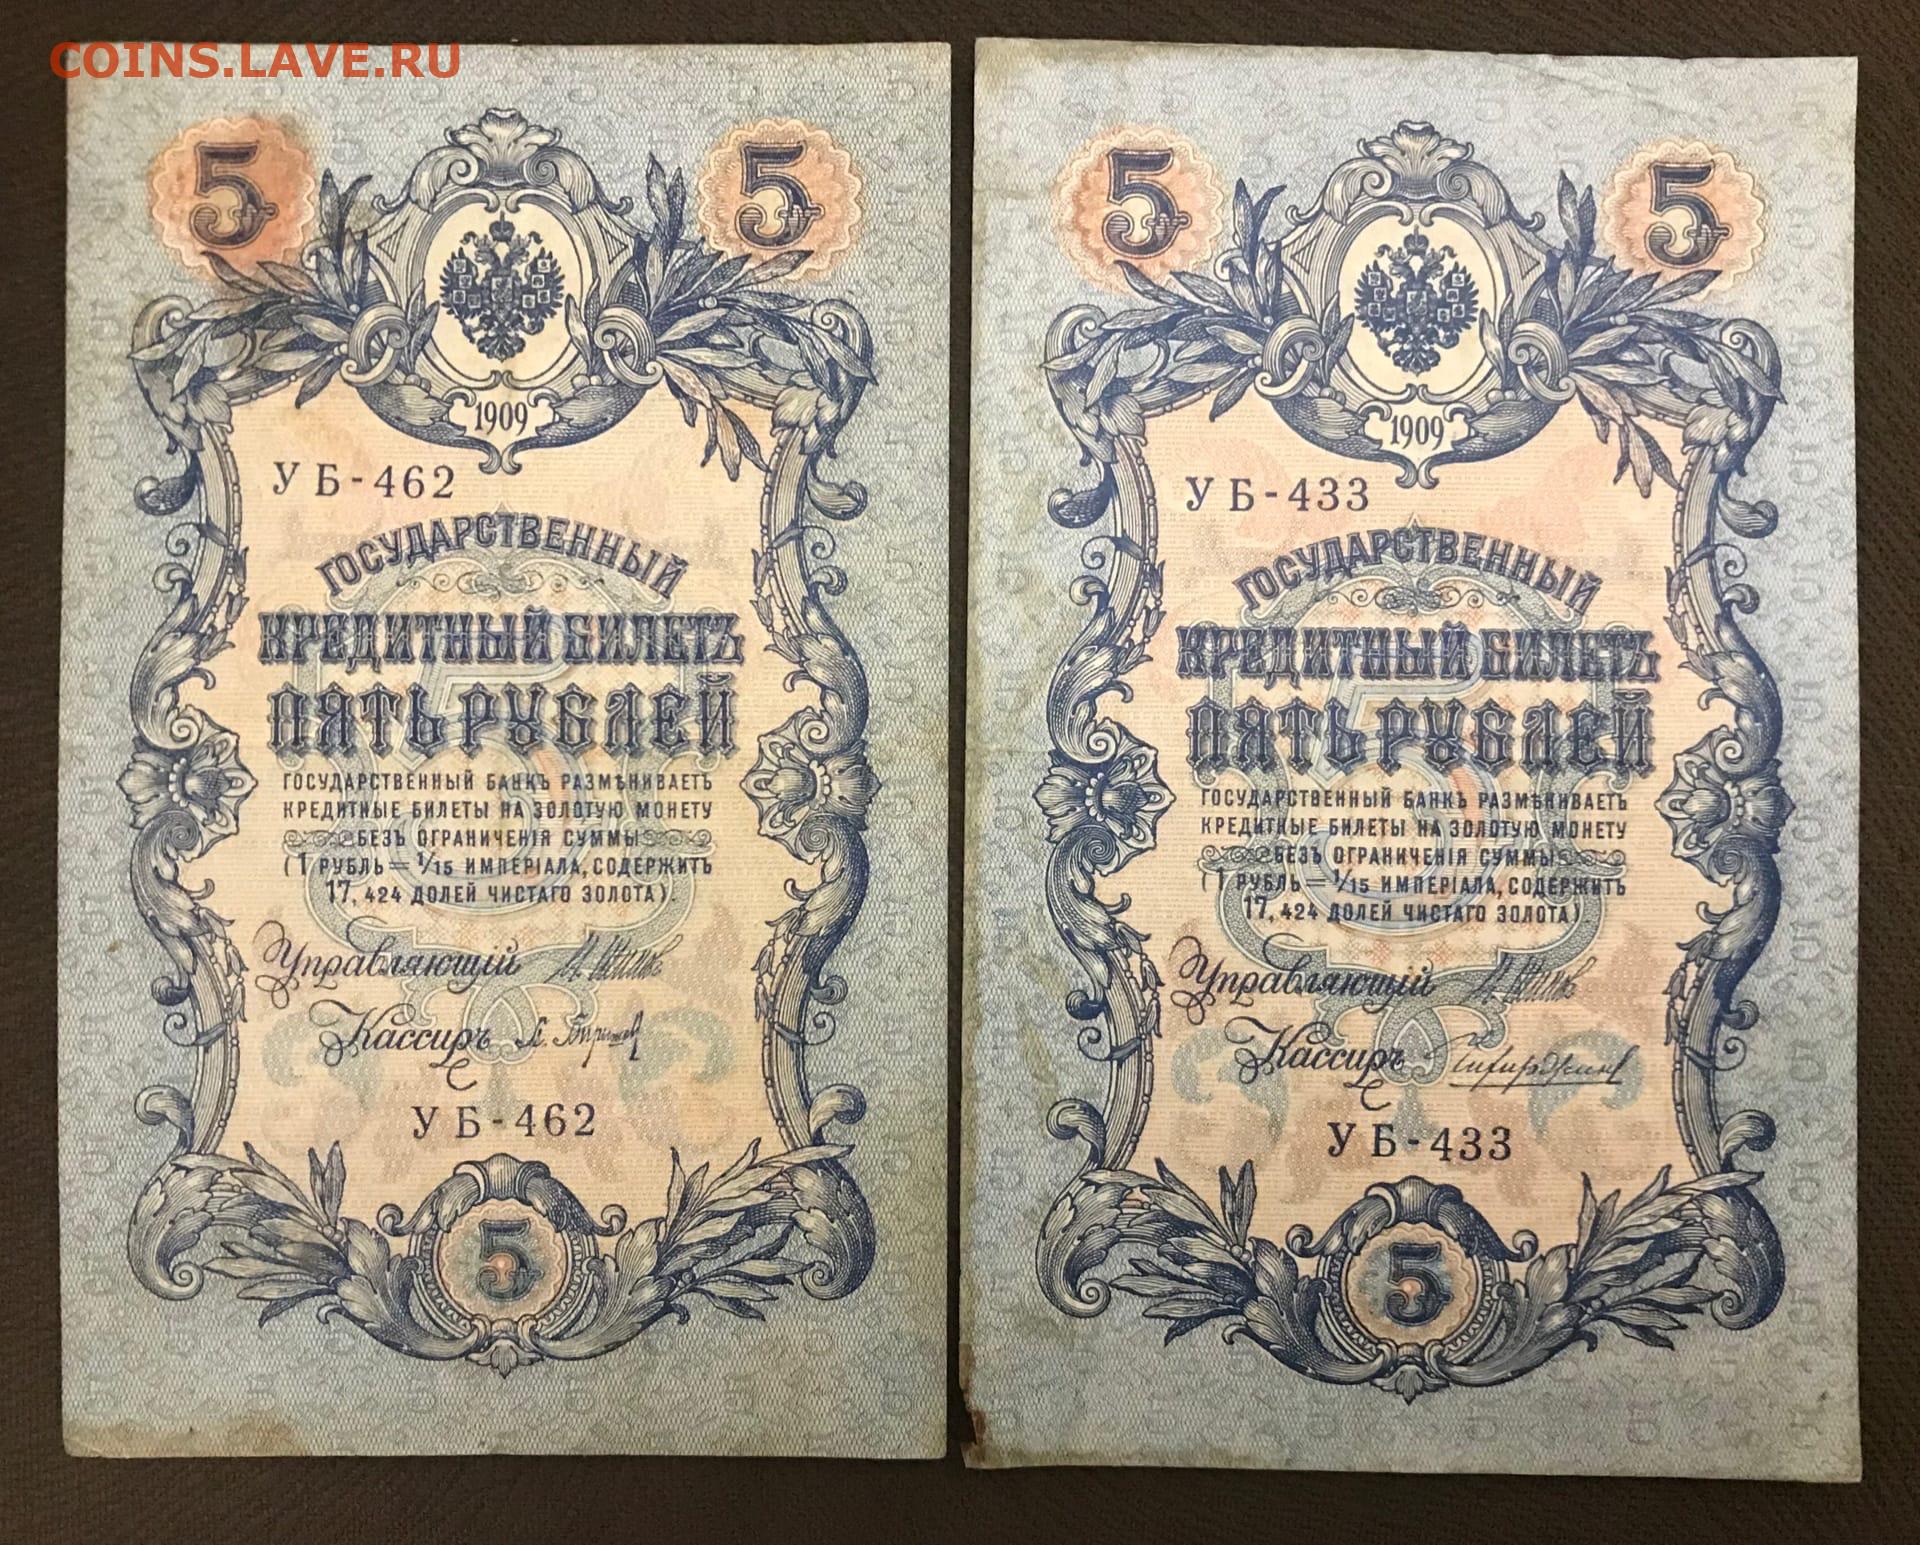 COINS.LAVE.RU
5 5
1909
УБ-462
ГОСУДАРСТВЕННЫЙ
КРЕДИТНЫЙ БИЛЕТЪ
ПЯТЬ РУБЛЕЙ
ГОСУДАРСТВЕННЫЙ БАНКЪ РАЗМѢНИВАЕТЪ
КРЕДИТНЫЕ БИЛЕТЫ НА ЗОЛОТУЮ МОНЕТУ
БЕЗЪ ОГРАНИЧЕНІЯ СУММЫ
(1 РУБЛЬ = 1/15 ИМПЕРІАЛА, СОДЕРЖИТЪ
17,424 ДОЛЕЙ ЧИСТАГО ЗОЛОТА).
Управляющій
Кассиръ
УБ-462
5
5 5
1909
УБ-433
ГОСУДАРСТВЕННЫЙ
КРЕДИТНЫЙ БИЛЕТЪ
ПЯТЬ РУБЛЕЙ
ГОСУДАРСТВЕННЫЙ БАНКЪ РАЗМѢНИВАЕТЪ
КРЕДИТНЫЕ БИЛЕТЫ НА ЗОЛОТУЮ МОНЕТУ
БЕЗЪ ОГРАНИЧЕНІЯ СУММЫ
(1 РУБЛЬ = 1/15 ИМПЕРІАЛА, СОДЕРЖИТЪ
17,424 ДОЛЕЙ ЧИСТАГО ЗОЛОТА).
Управляющій
Кассиръ
УБ-433
5